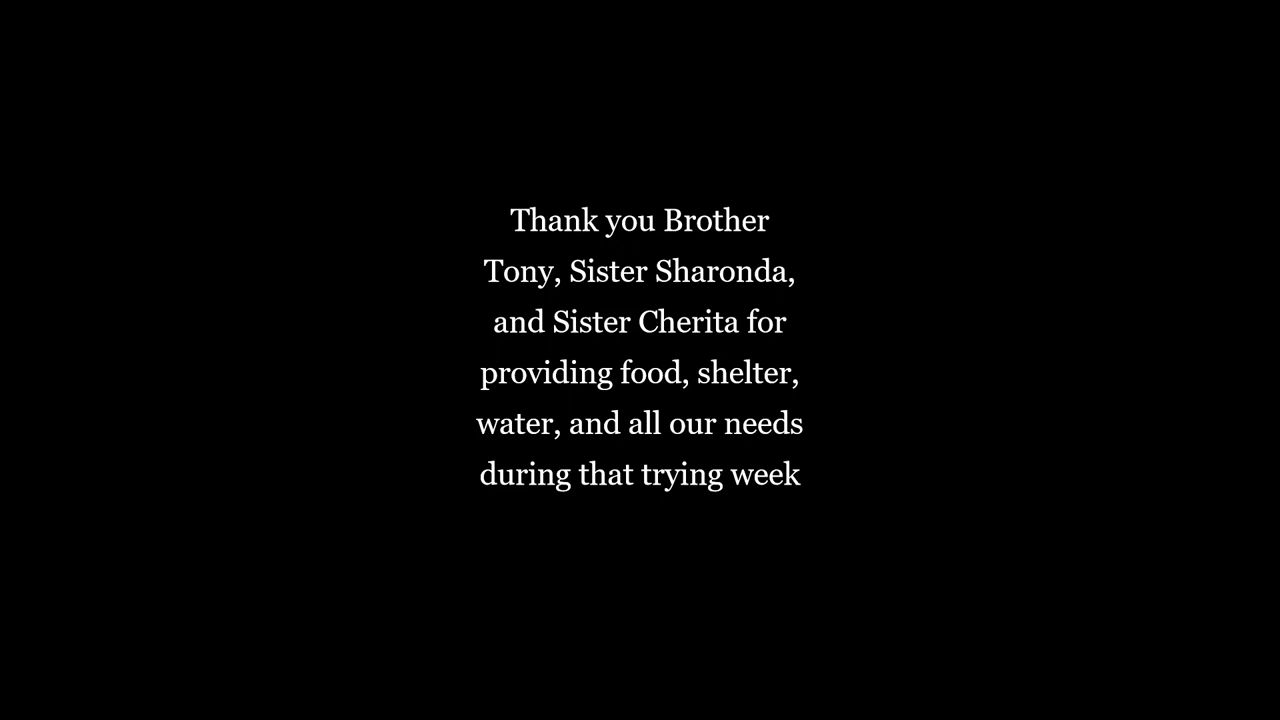 Thank you Brother
Tony, Sister Sharonda,
and Sister Cherita for
providing food, shelter,
water, and all our needs
during that trying week